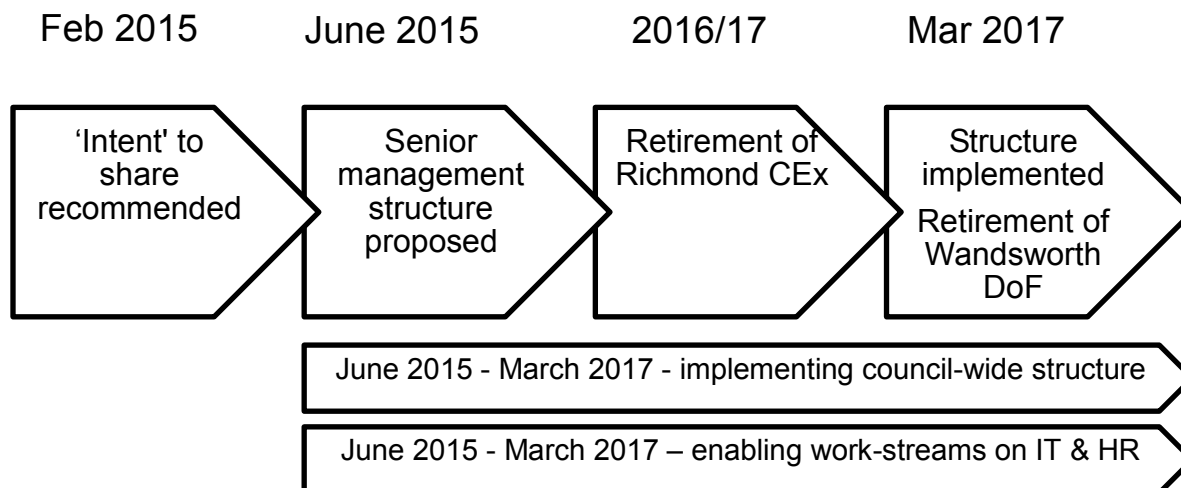 Feb 2015
June 2015
2016/17
Mar 2017
‘Intent' to
share
recommended
Senior
management
structure
proposed
Retirement of
Richmond CEx
Structure
implemented
Retirement of
Wandsworth
DoF
June 2015 - March 2017 - implementing council-wide structure
June 2015 - March 2017 – enabling work-streams on IT & HR